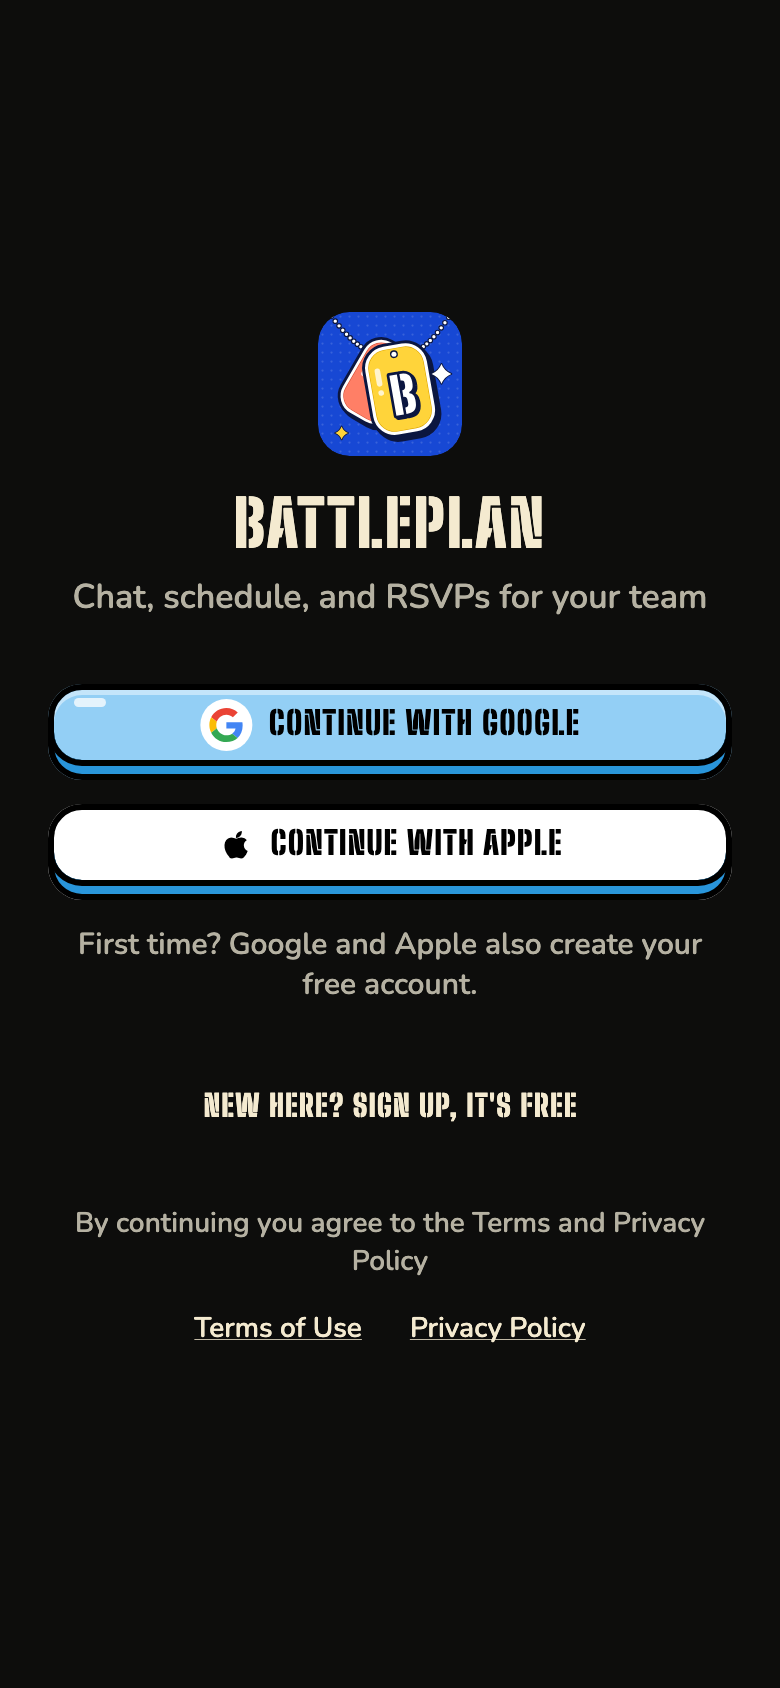 B
BATTLEPLAN
Chat, schedule, and RSVPs for your team
CONTINUE WITH GOOGLE
CONTINUE WITH APPLE
First time? Google and Apple also create your
free account.
NEW HERE? SIGN UP, IT'S FREE
By continuing you agree to the Terms and Privacy
Policy
Terms of Use Privacy Policy